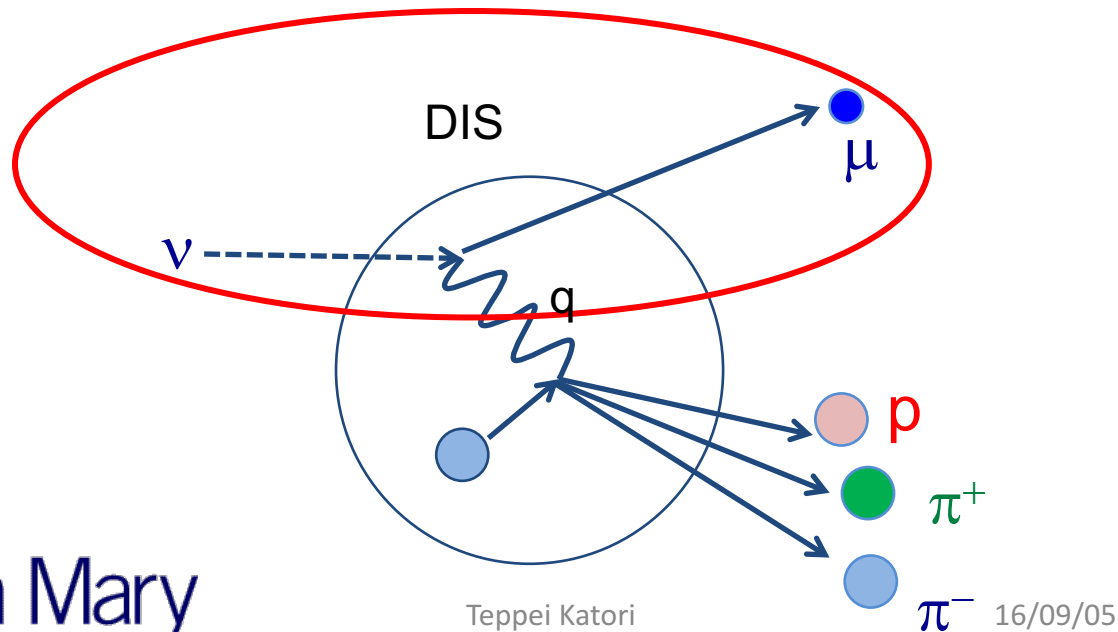 DIS
μ
ν
q
p
π⁺
π⁻
Mary
Teppei Katori
16/09/05